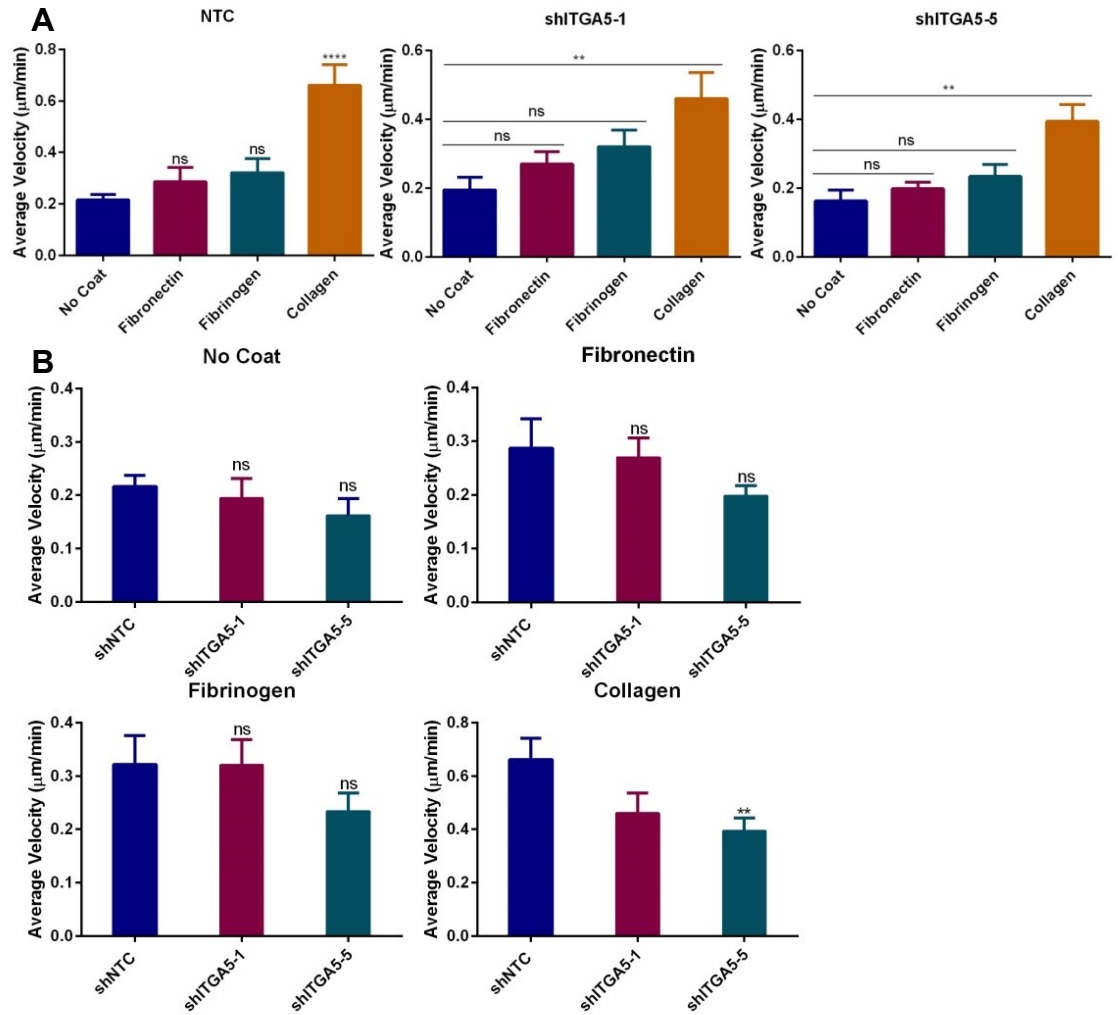 A
NTC
Average Velocity (μm/min)
0.8
0.6
0.4
0.2
0.0
ns
ns
****
No Coat
Fibronectin
Fibrinogen
Collagen
shITGA5-1
Average Velocity (μm/min)
0.6
0.4
0.2
0.0
**
ns
ns
No Coat
Fibronectin
Fibrinogen
Collagen
shITGA5-5
Average Velocity (μm/min)
0.6
0.4
0.2
0.0
**
ns
ns
No Coat
Fibronectin
Fibrinogen
Collagen
B
No Coat
Average Velocity (μm/min)
0.4
0.3
0.2
0.1
0.0
ns
ns
shNTC
shITGA5-1
shITGA5-5
Fibronectin
Average Velocity (μm/min)
0.4
0.3
0.2
0.1
0.0
ns
ns
shNTC
shITGA5-1
shITGA5-5
Fibrinogen
Average Velocity (μm/min)
0.4
0.3
0.2
0.1
0.0
ns
ns
shNTC
shITGA5-1
shITGA5-5
Collagen
Average Velocity (μm/min)
0.8
0.6
0.4
0.2
0.0
**
shNTC
shITGA5-1
shITGA5-5